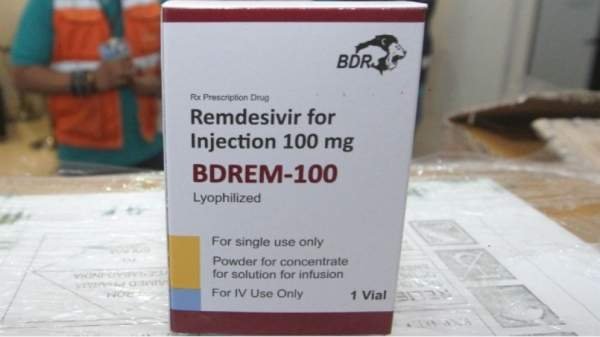 BDR
Rx Prescription Drug
Remdesivir for
Injection 100 mg
BDREM-100
Lyophilized
For single use only
Powder for concentrate
for solution for infusion
For IV Use Only
1 Vial